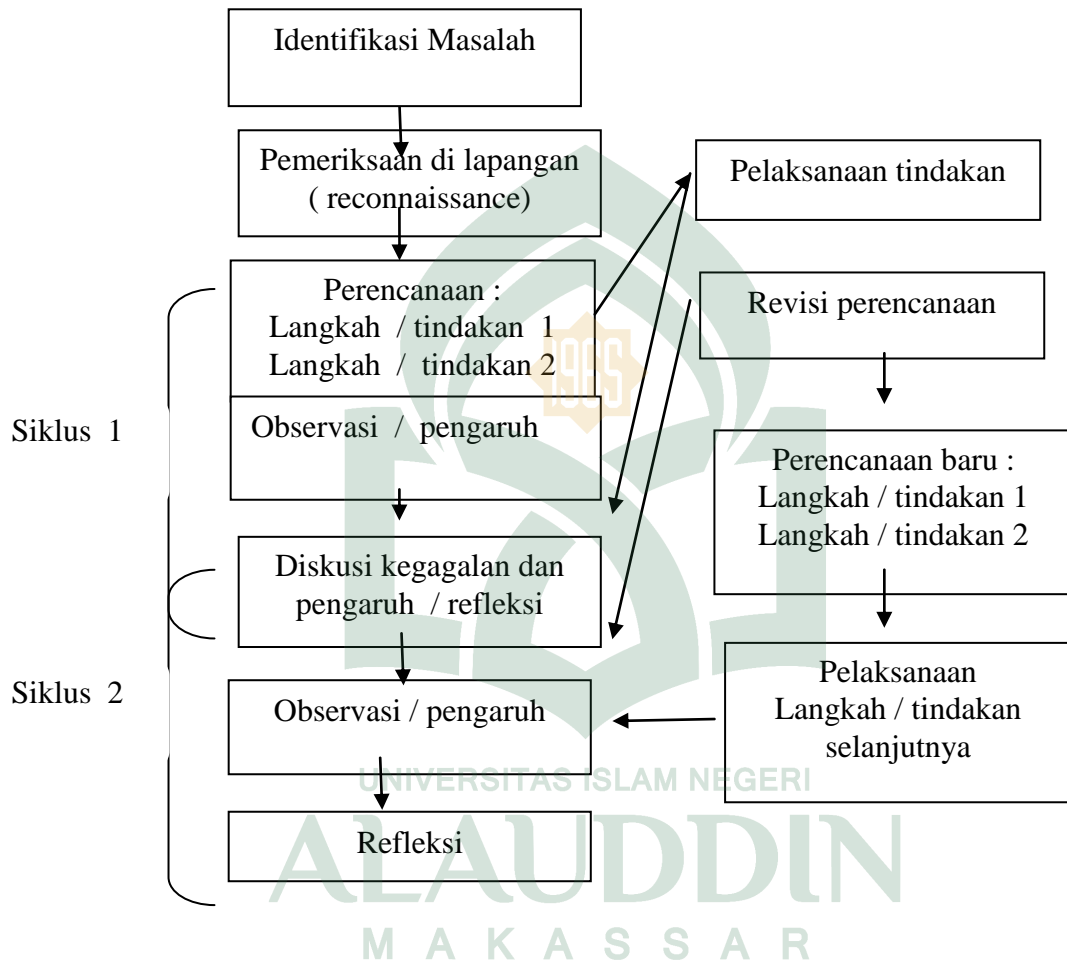 Identifikasi Masalah
Pemeriksaan di lapangan
( reconnaissance)
Pelaksanaan tindakan
Perencanaan :
Langkah / tindakan 1
Langkah / tindakan 2
Revisi perencanaan
1965
Siklus 1
Observasi / pengaruh
Perencanaan baru :
Langkah / tindakan 1
Langkah / tindakan 2
Diskusi kegagalan dan
pengaruh / refleksi
Siklus 2
Observasi / pengaruh
Pelaksanaan
Langkah / tindakan
selanjutnya
Refleksi
UNIVERSITAS ISLAM NEGERI
ALAUDDIN
MAKASSAR